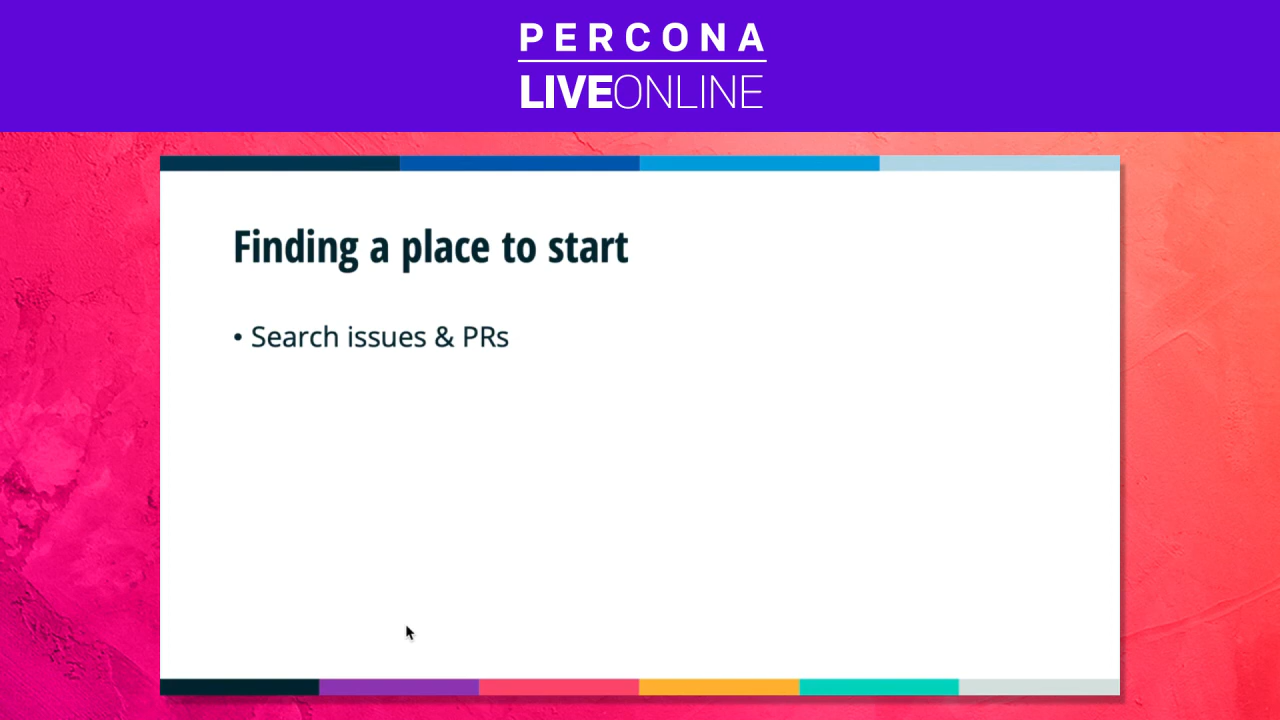 PERCONA
LIVEONLINE
Finding a place to start
• Search issues & PRs